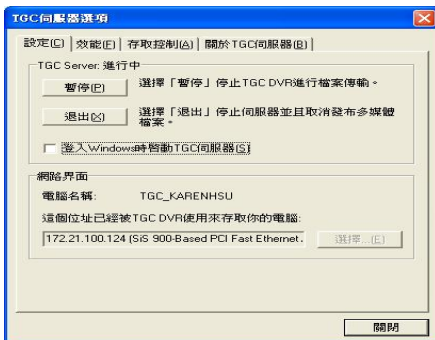 TGC伺服器選項
設定(C) 效能(F) 存取控制(A) 關於TGC伺服器(B)
TGC Server: 進行中
暫停(P) 選擇「暫停」停止TGC DVR進行檔案傳輸。
退出(X) 選擇「退出」停止伺服器並且取消發布多媒體
檔案。
登入Windows時啓動TGC伺服器(S)
網路界面
電腦名稱: TGC_KARENHSU
這個位址已經被TGC DVR使用來存取你的電腦:
172.21.100.124 (SiS 900-Based PCI Fast Ethernet. 選擇...(E)
關閉